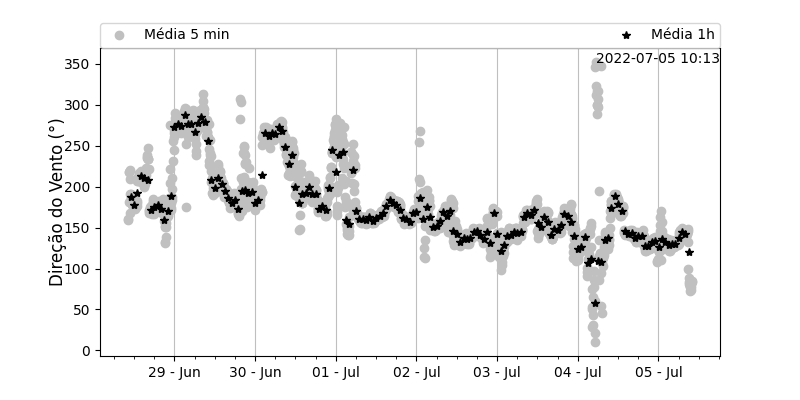 Média 5 min
Média 1h
2022-07-05 10:13
Direção do Vento (°)
350
300
250
200
150
100
50
0
29 - Jun
30 - Jun
01 - Jul
02 - Jul
03 - Jul
04 - Jul
05 - Jul